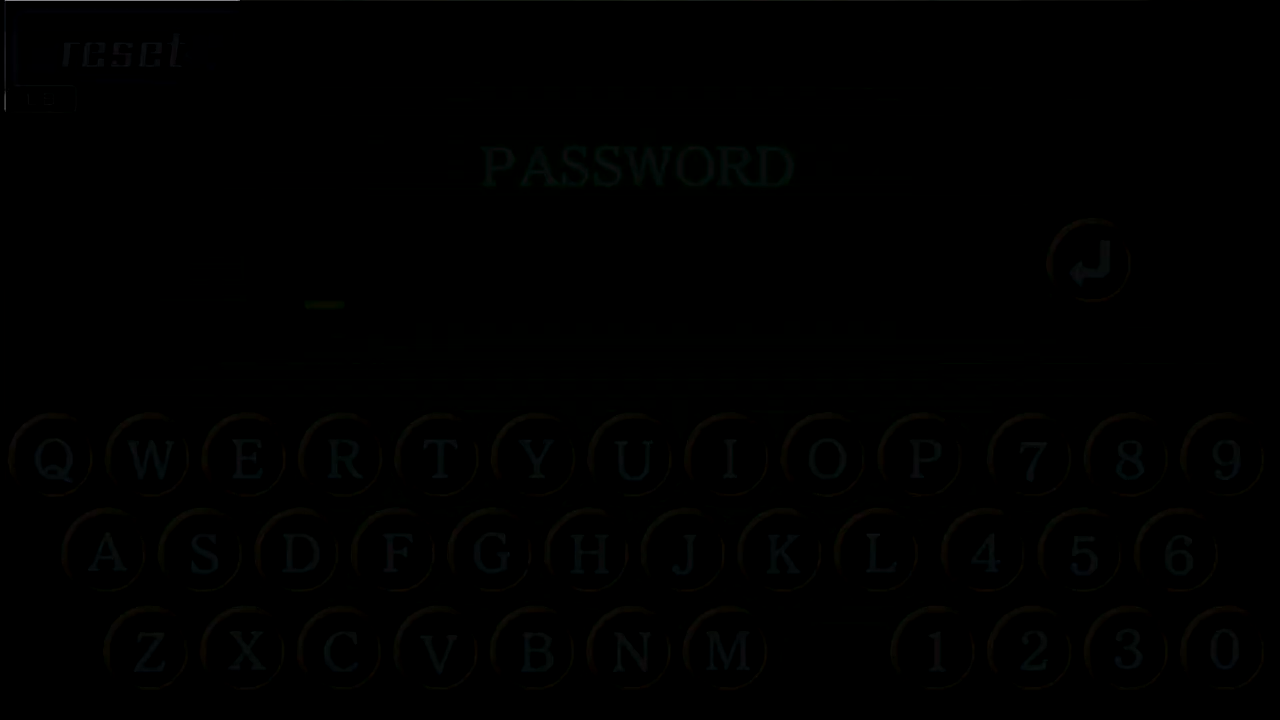 reset
PASSWORD
Q W E R T Y U I O P 7 8 9
A S D F G H J K L 4 5 6
Z X C V B N M 1 2 3 0